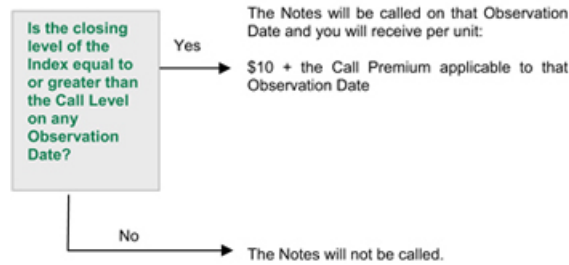 Is the closing
level of the
Index equal to
or greater than
the Call Level
on any
Observation
Date?
Yes
The Notes will be called on that Observation
Date and you will receive per unit:
$10 + the Call Premium applicable to that
Observation Date
No
The Notes will not be called.